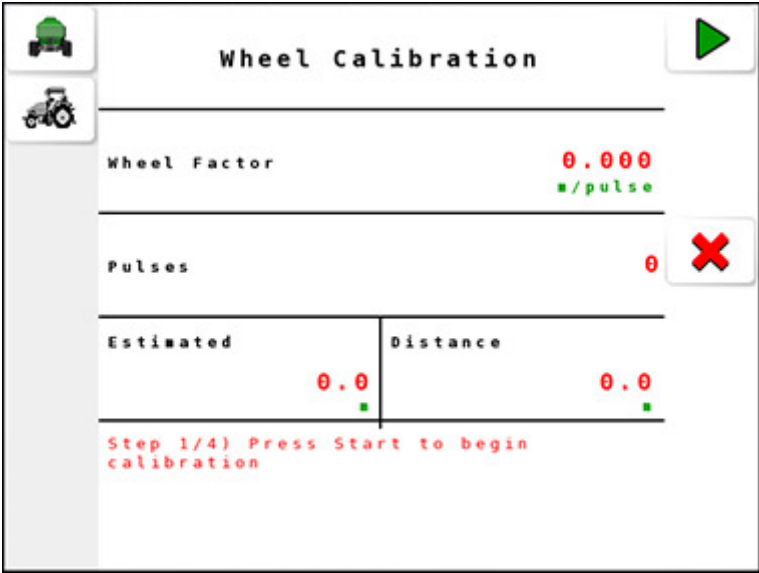 Wheel Calibration
Wheel Factor
0.000
m/pulse
Pulses
0
Estimated
Distance
0.0
0.0
m
m
Step 1/4) Press Start to begin
calibration